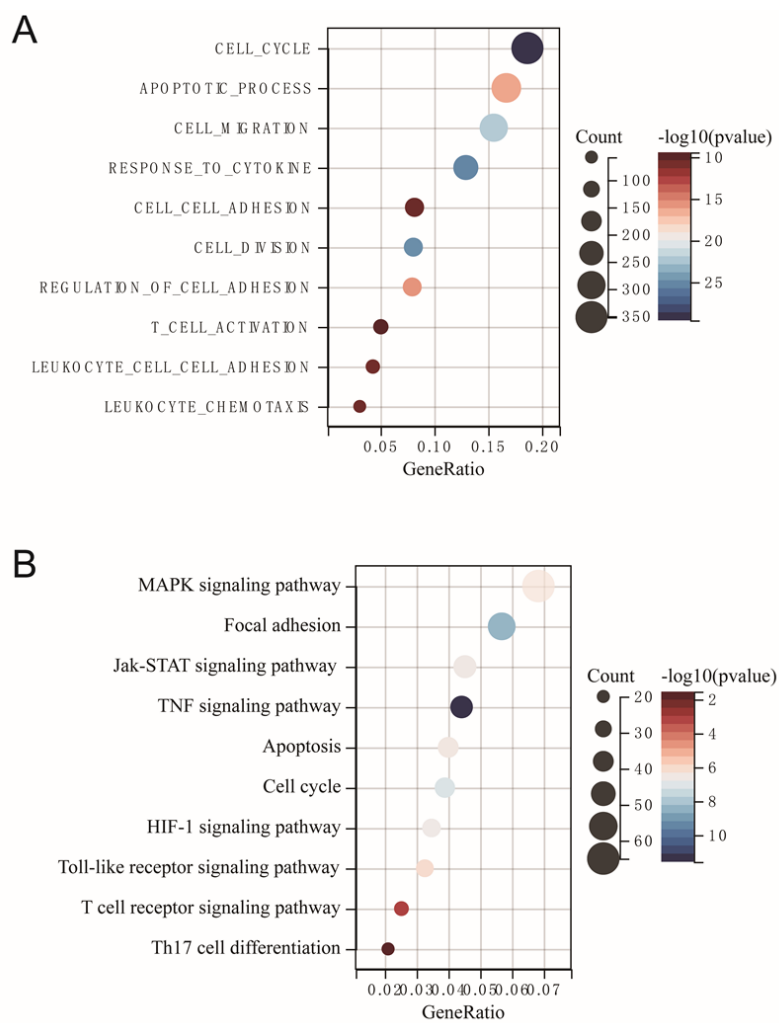 A
CELL_CYCLE
APOPTOTIC_PROCESS
CELL_MIGRATION
RESPONSE_TO_CYTOKINE
CELL_CELL_ADHESION
CELL_DIVISION
REGULATION_OF_CELL_ADHESION
T_CELL_ACTIVATION
LEUKOCYTE_CELL_CELL_ADHESION
LEUKOCYTE_CHEMOTAXIS
0.05 0.10 0.15 0.20
GeneRatio
Count
100
150
200
250
300
350
-log10(pvalue)
10
15
20
25
B
MAPK signaling pathway
Focal adhesion
Jak-STAT signaling pathway
TNF signaling pathway
Apoptosis
Cell cycle
HIF-1 signaling pathway
Toll-like receptor signaling pathway
T cell receptor signaling pathway
Th17 cell differentiation
0.02 0.03 0.04 0.05 0.06 0.07
GeneRatio
Count
20
30
40
50
60
-log10(pvalue)
2
4
6
8
10